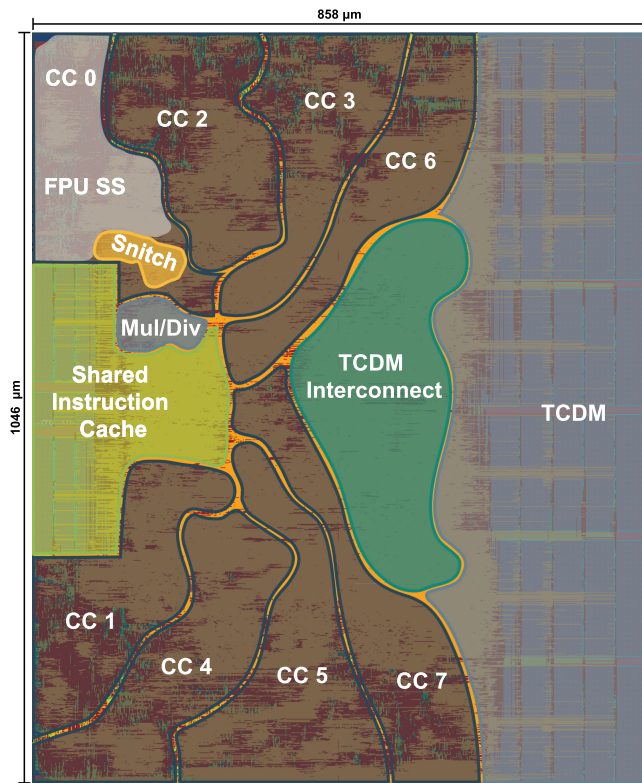 858 µm
1046 µm
CC 0
CC 2
CC 3
CC 6
FPU SS
Snitch
Mul/Div
Shared
Instruction
Cache
TCDM
Interconnect
TCDM
CC 1
CC 4
CC 5
CC 7